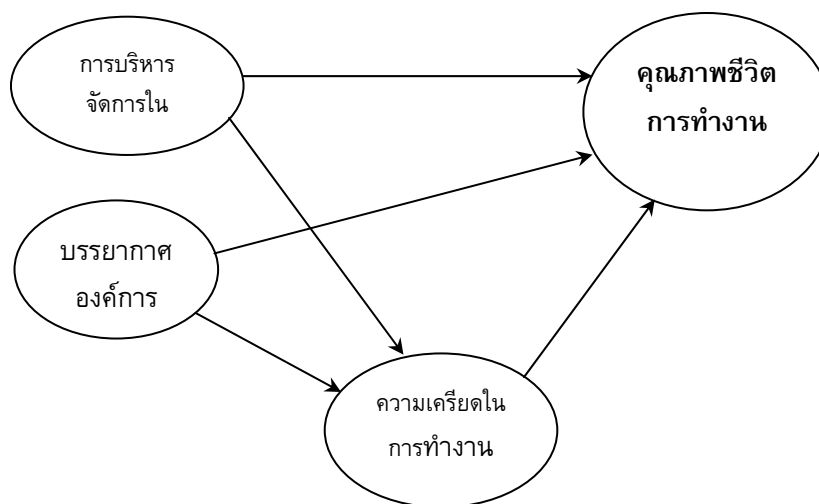 การบริหาร
จัดการใน
คุณภาพชีวิต
การทำงาน
บรรยากาศ
องค์การ
ความเครียดใน
การทำงาน